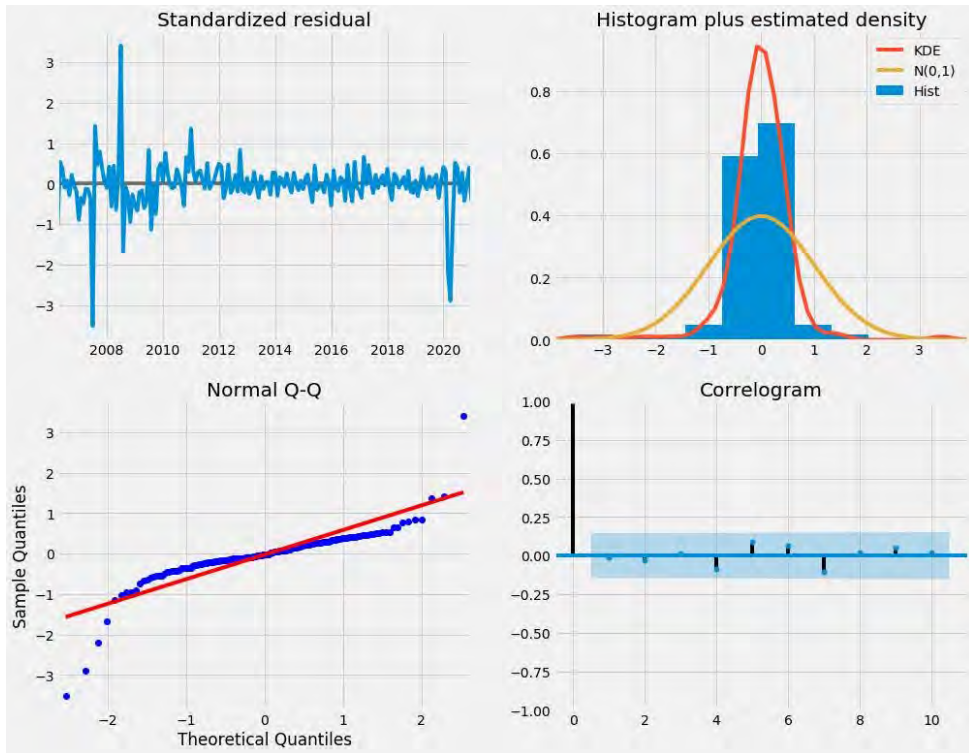 Standardized residual
3
2
1
0
−1
−2
−3
2008 2010 2012 2014 2016 2018 2020
Histogram plus estimated density
KDE
N(0,1)
Hist
0.8
0.6
0.4
0.2
0.0
−3 −2 −1 0 1 2 3
Normal Q-Q
Sample Quantiles
3
2
1
0
−1
−2
−3
−2 −1 0 1 2
Theoretical Quantiles
Correlogram
1.00
0.75
0.50
0.25
0.00
−0.25
−0.50
−0.75
−1.00
0 2 4 6 8 10